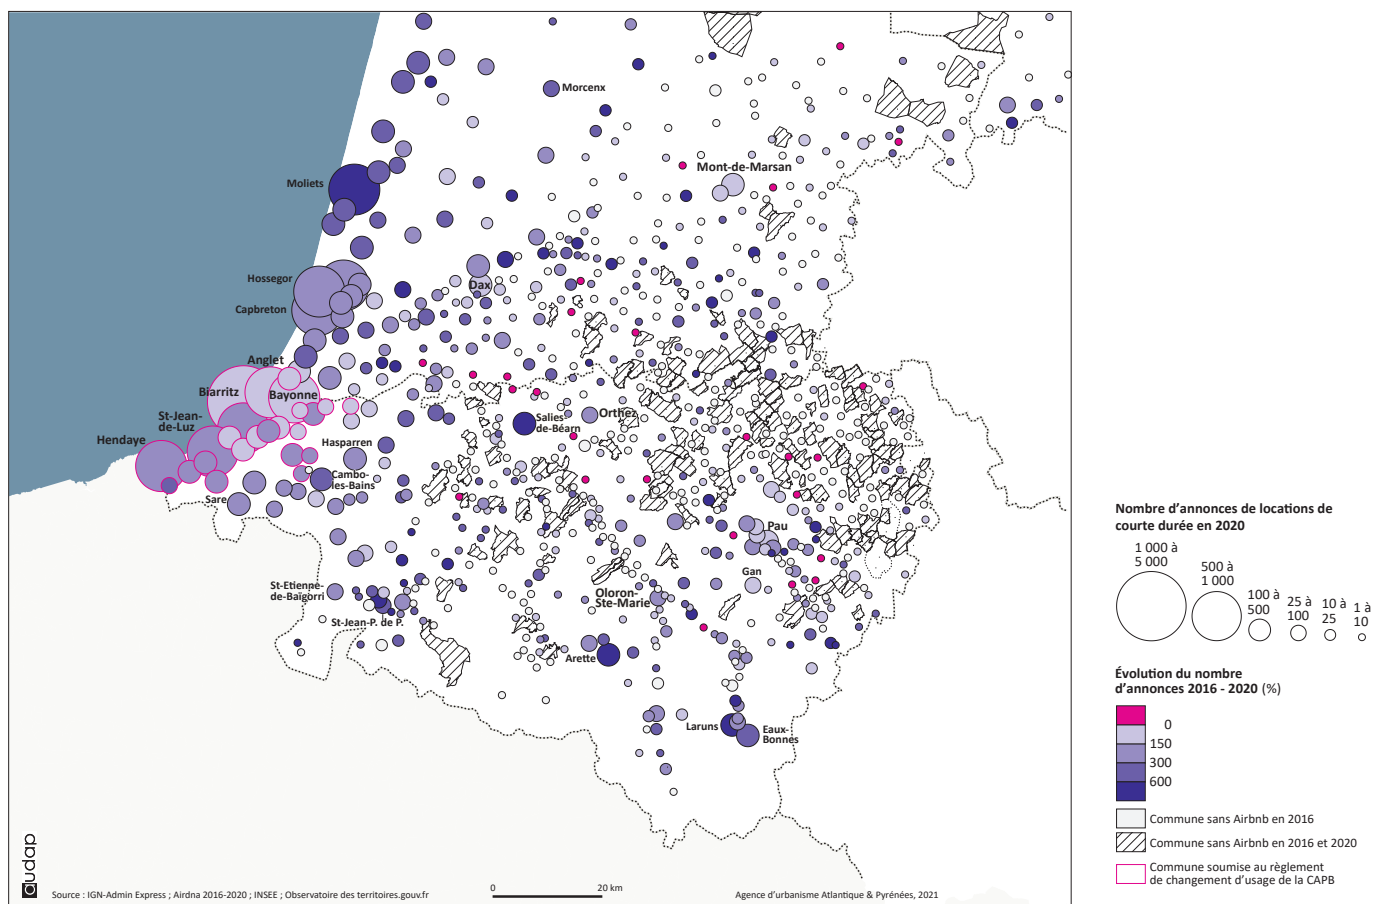 Morcenx
Mont-de-Marsan
Moliets
Hossegor
Dax
Capbreton
Anglet
Biarritz
Bayonne
St-Jean-
de-Luz
Salies
de-Béarn
Orthez
Hendaye
Hasparren
Cambo-
les-Bains
Sare
Pau
Gan
St-Etienne-
de-Baïgorri
Oloron-
Ste-Marie
St-Jean-P. de P.
Arette
Laruns
Eaux-
Bonnes
audap
Source : IGN-Admin Express ; Airdna 2016-2020 ; INSEE ; Observatoire des territoires.gouv.fr
0
20 km
Agence d'urbanisme Atlantique & Pyrénées, 2021
Nombre d'annonces de locations de
courte durée en 2020
1 000 à
5 000
500 à
1 000
100 à
500
25 à
100
10 à
25
1 à
10
Évolution du nombre
d'annonces 2016 - 2020 (%)
0
150
300
600
Commune sans Airbnb en 2016
Commune sans Airbnb en 2016 et 2020
Commune soumise au règlement
de changement d'usage de la CAPB